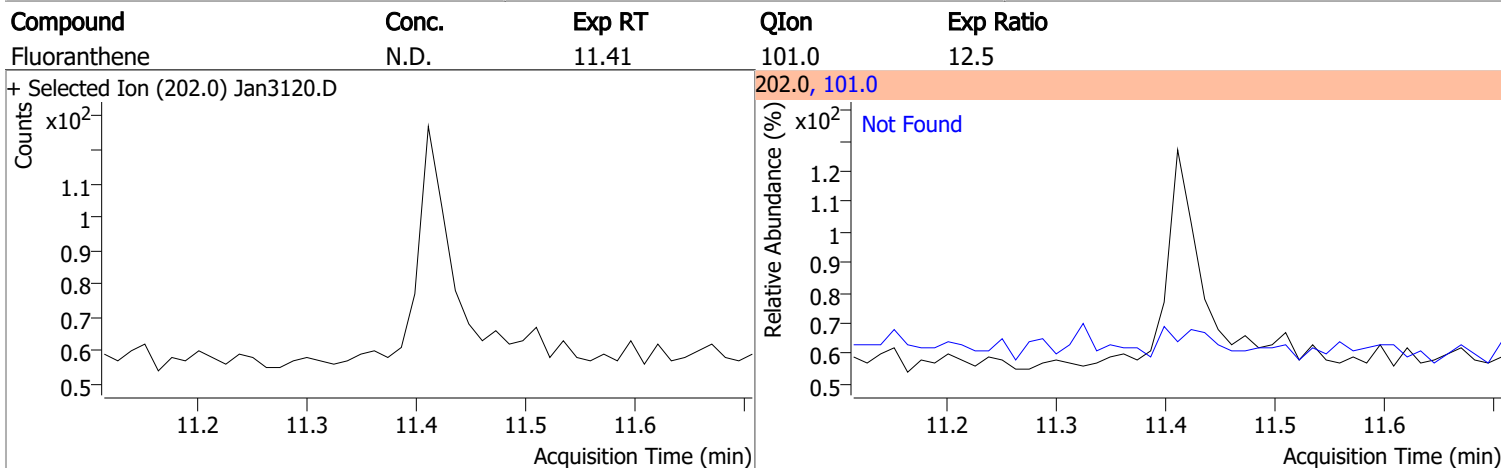 Compound Conc. Exp RT QIon Exp Ratio
Fluoranthene N.D. 11.41 101.0 12.5
+ Selected Ion (202.0) Jan3120.D
Counts
x10²
1.1
1
0.9
0.8
0.7
0.6
0.5
11.2 11.3 11.4 11.5 11.6
Acquisition Time (min)
202.0, 101.0
Relative Abundance (%)
x10²
Not Found
1.2
1.1
1
0.9
0.8
0.7
0.6
0.5
11.2 11.3 11.4 11.5 11.6
Acquisition Time (min)